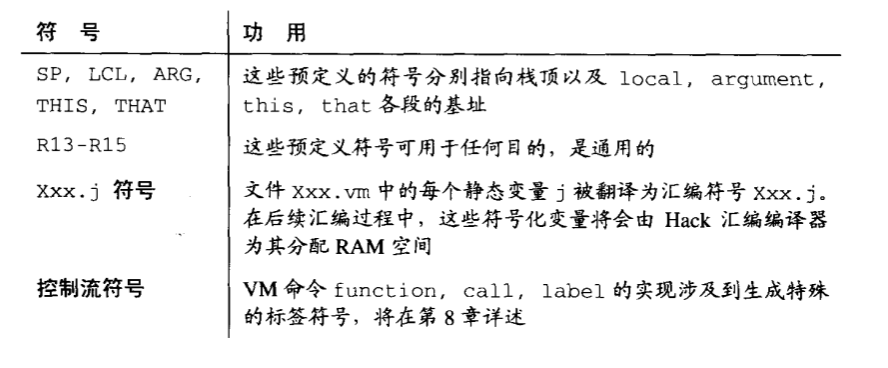 符 号 功 用
SP, LCL, ARG, 这些预定义的符号分别指向栈顶以及 local, argument,
THIS, THAT this, that 各段的基址
R13-R15 这些预定义符号可用于任何目的，是通用的
Xxx.j 符号 文件 Xxx.vm 中的每个静态变量 j 被翻译为汇编符号 Xxx.j。
在后续汇编过程中，这些符号化变量将会由 Hack 汇编编译器
为其分配 RAM 空间
控制流符号 VM 命令 function, call, label 的实现涉及到生成特殊
的标签符号，将在第 8 章详述